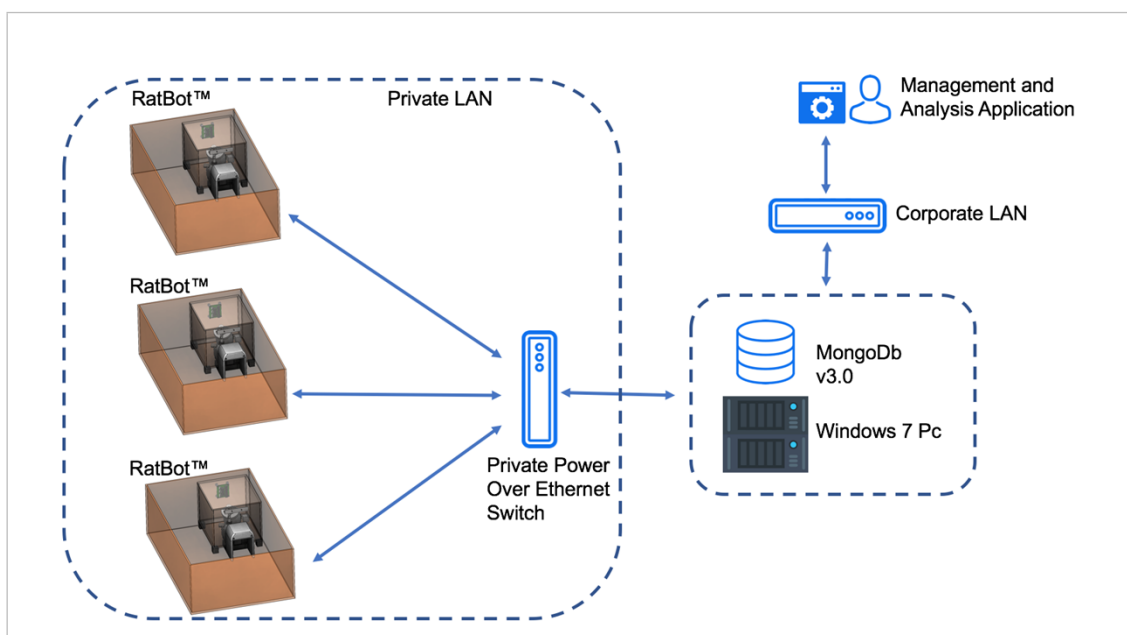 RatBot™
Private LAN
Management and
Analysis Application
Corporate LAN
RatBot™
MongoDb
v3.0
Windows 7 Pc
RatBot™
Private Power
Over Ethernet
Switch